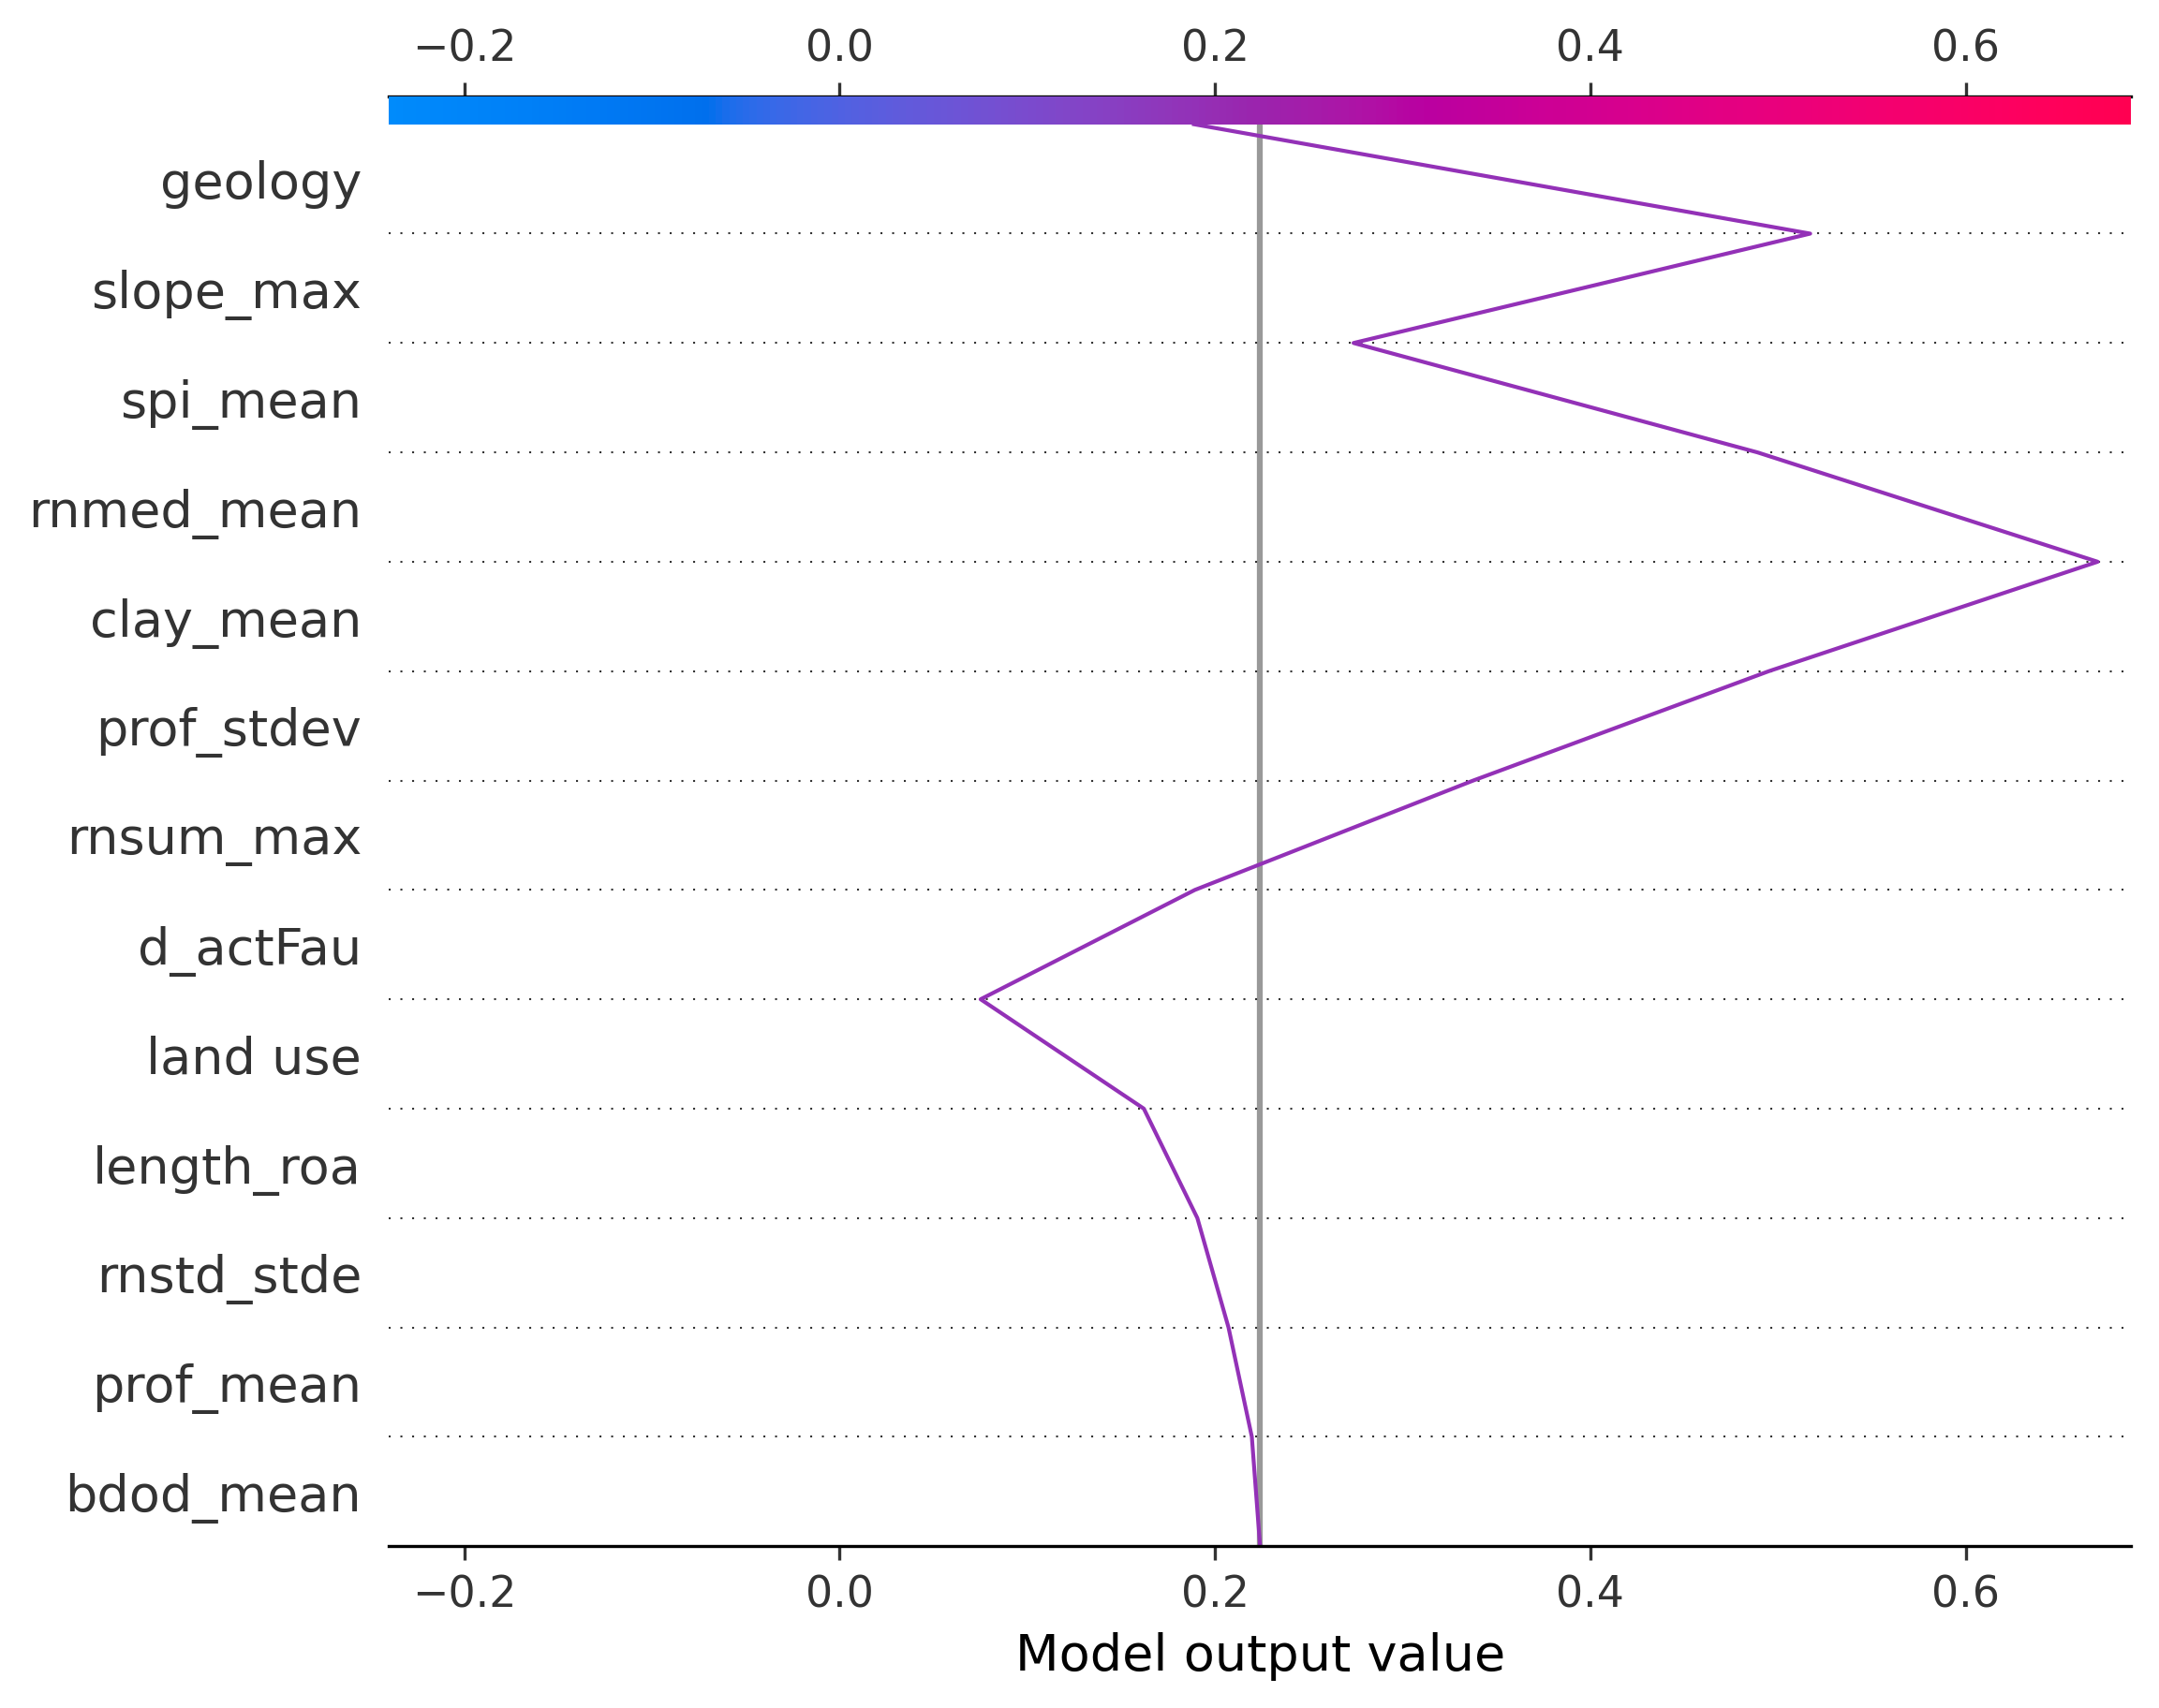 −0.2 0.0 0.2 0.4 0.6
geology
slope_max
spi_mean
rnmed_mean
clay_mean
prof_stdev
rnsum_max
d_actFau
land use
length_roa
rnstd_stde
prof_mean
bdod_mean
−0.2 0.0 0.2 0.4 0.6
Model output value